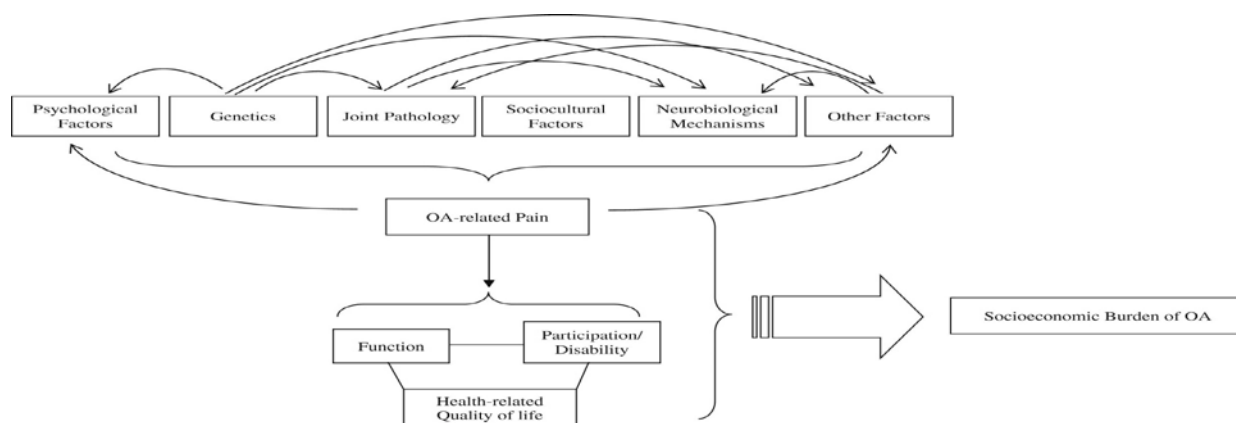 Psychological
Factors
Genetics
Joint Pathology
Sociocultural
Factors
Neurobiological
Mechanisms
Other Factors
OA-related Pain
Function
Participation/
Disability
Health-related
Quality of life
Socioeconomic Burden of OA